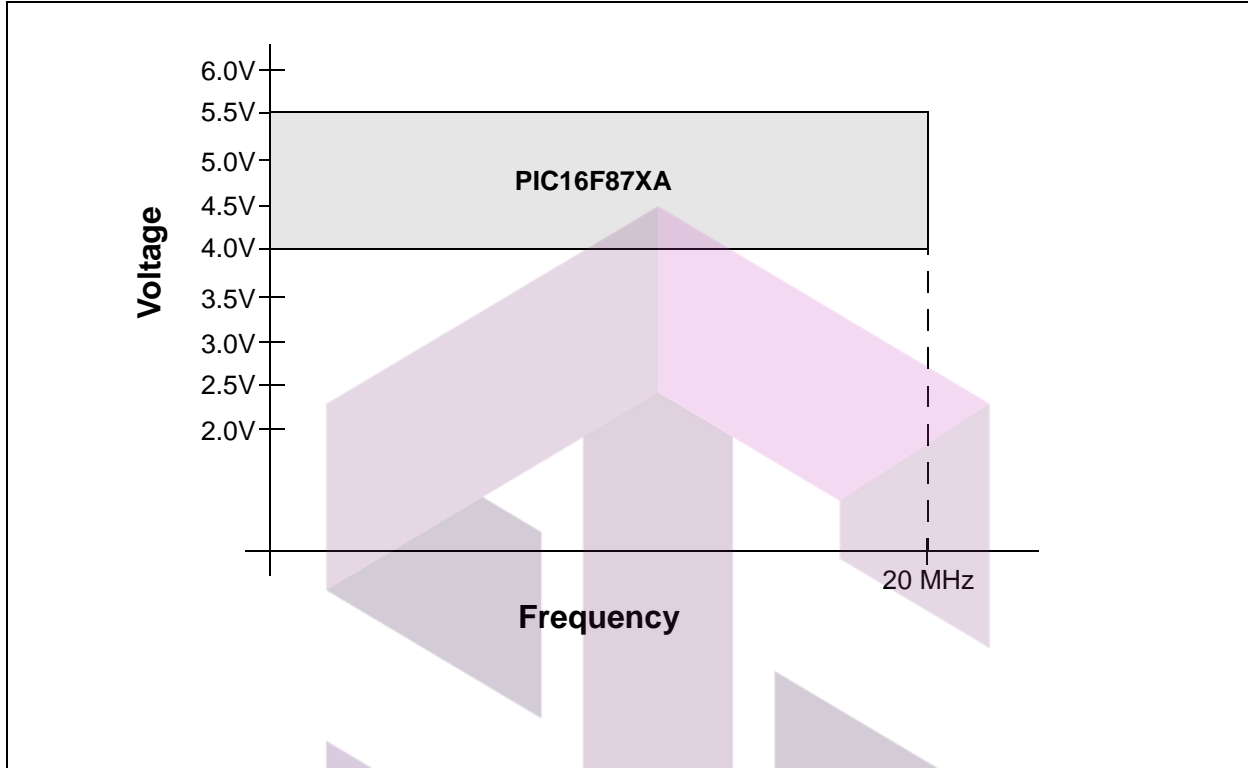 6.0V
5.5V
5.0V
PIC16F87XA
4.5V
4.0V
Voltage
3.5V
3.0V
2.5V
2.0V
20 MHz
Frequency